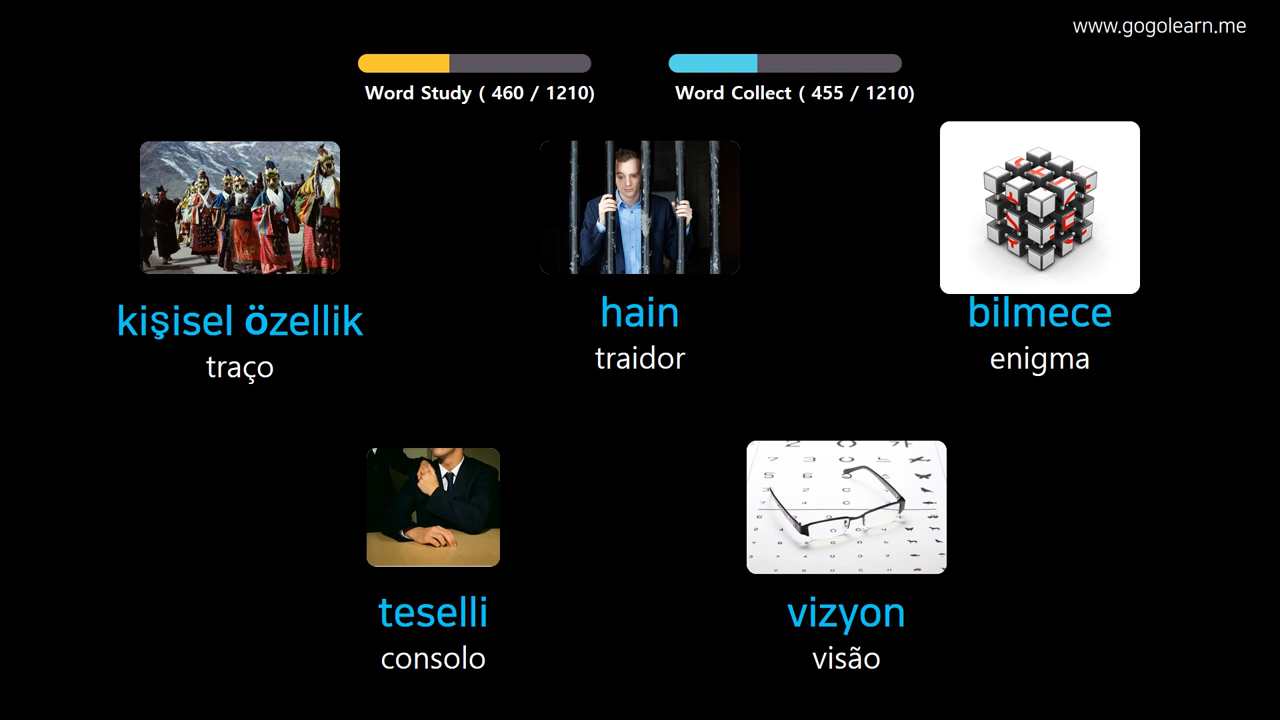 www.gogolearn.me
Word Study ( 460 / 1210)
Word Collect ( 455 / 1210)
kişisel özellik
traço
hain
traidor
bilmece
enigma
teselli
consolo
vizyon
visão